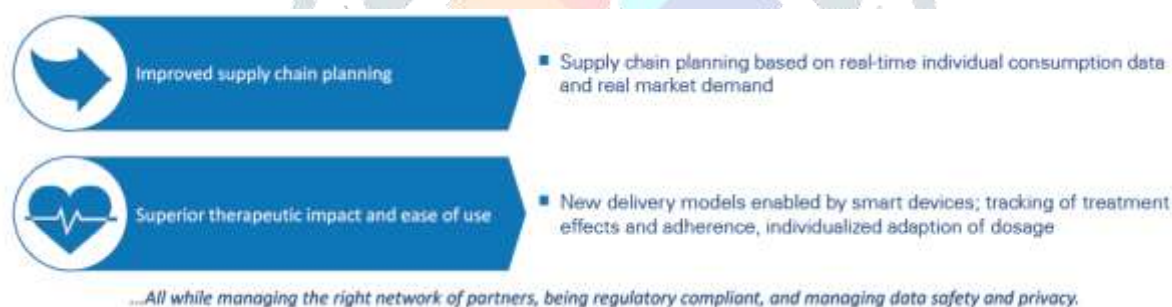 Improved supply chain planning
▪ Supply chain planning based on real-time individual consumption data
and real market demand
Superior therapeutic impact and ease of use
▪ New delivery models enabled by smart devices; tracking of treatment
effects and adherence, individualized adaption of dosage
...All while managing the right network of partners, being regulatory compliant, and managing data safety and privacy.